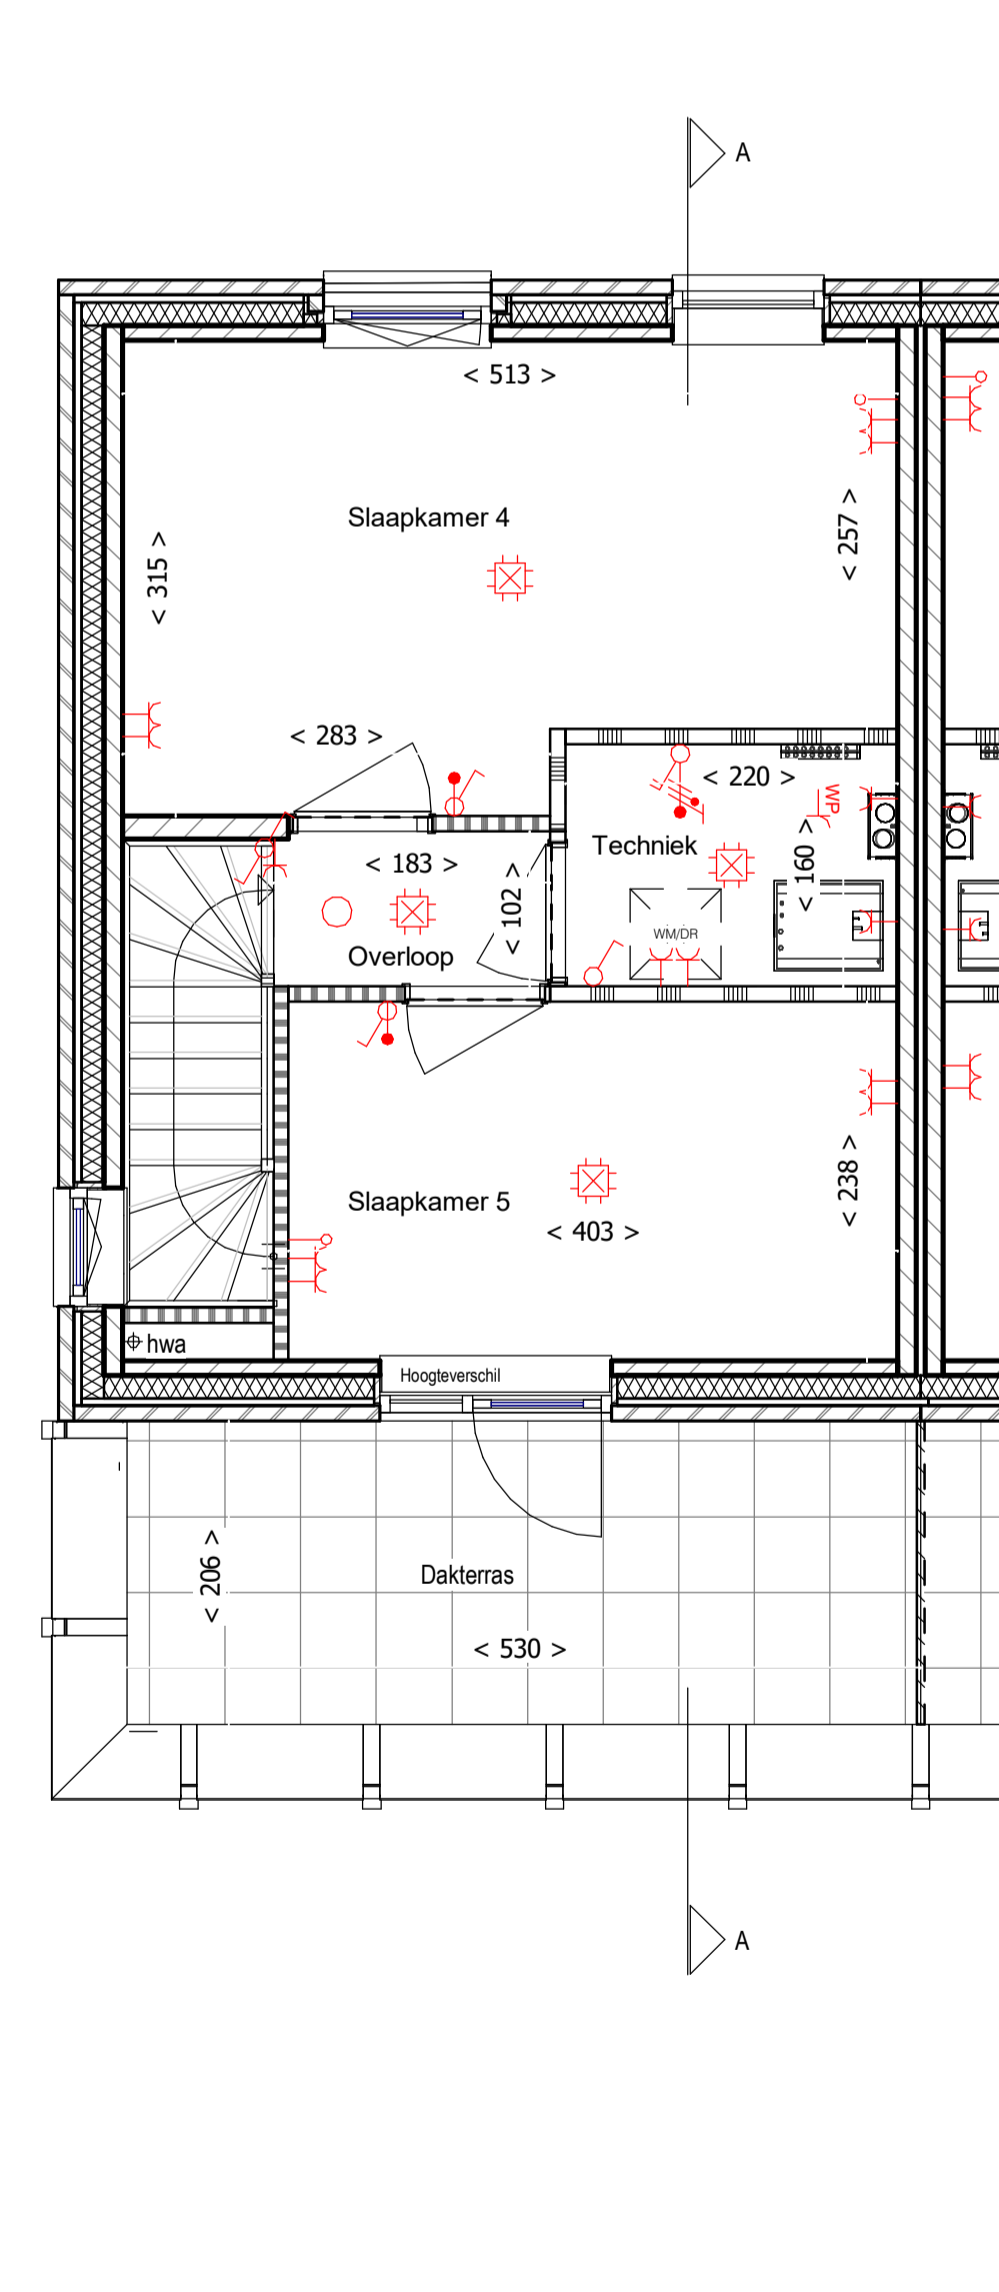 A
< 513 >
Slaapkamer 4
< 257 >
< 315 >
< 283 >
< 220 >
WP
Techniek
< 160 >
< 183 >
< 102 >
WM/DR
Overloop
< 238 >
Slaapkamer 5
< 403 >
hwa
Hoogteverschil
< 206 >
Dakterras
< 530 >
A